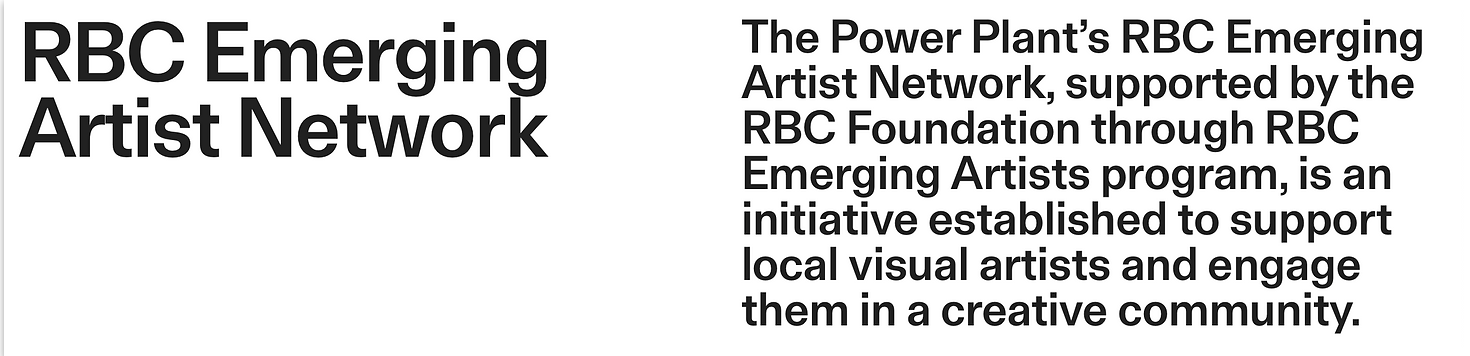 RBC Emerging
Artist Network
The Power Plant’s RBC Emerging
Artist Network, supported by the
RBC Foundation through RBC
Emerging Artists program, is an
initiative established to support
local visual artists and engage
them in a creative community.